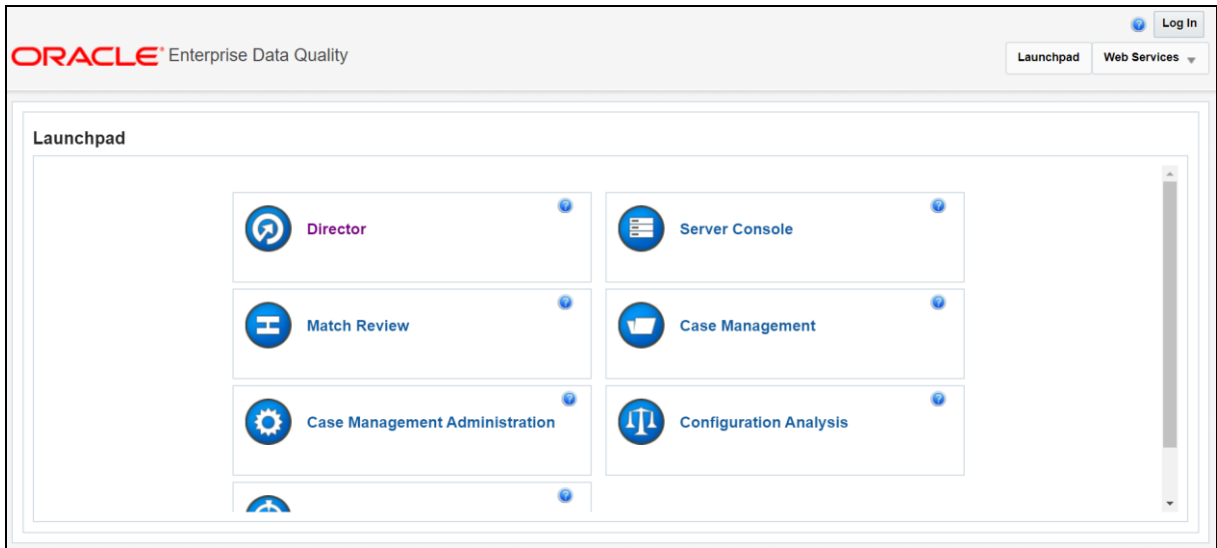 Log In
ORACLE® Enterprise Data Quality
Launchpad Web Services
Launchpad
Director
Server Console
Match Review
Case Management
Case Management Administration
Configuration Analysis